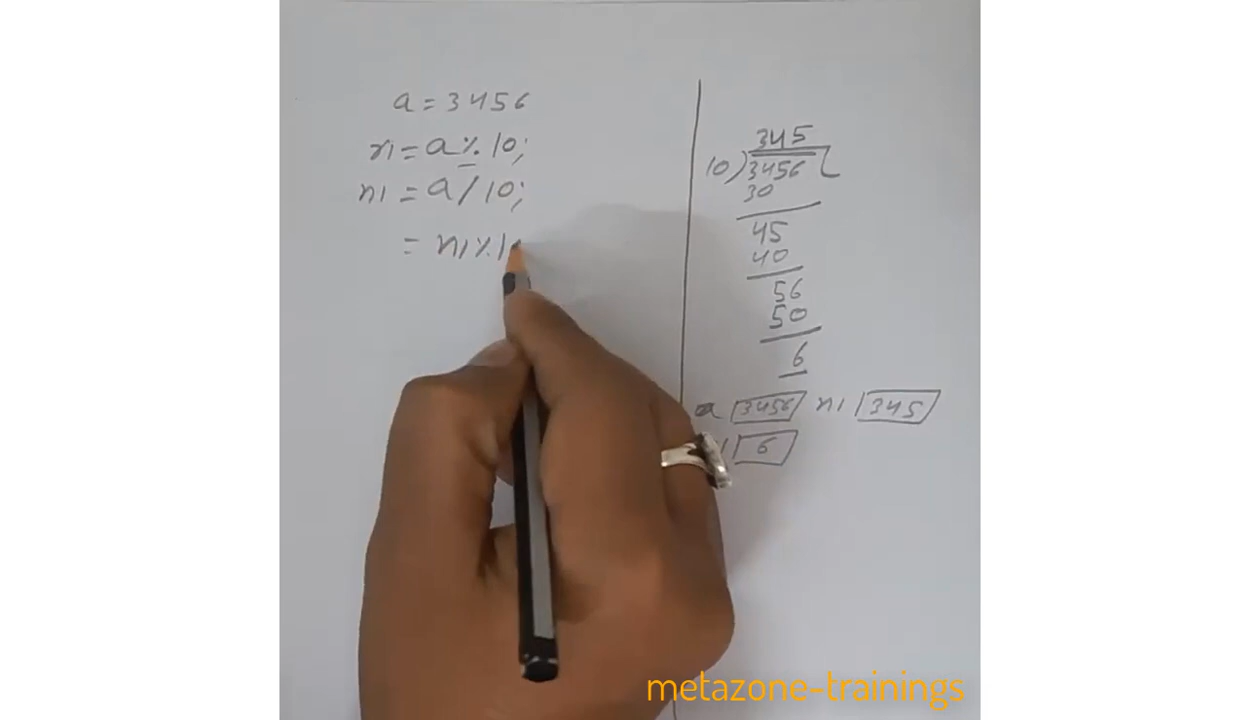 a = 3456
r1 = a % 10;
n1 = a / 10;
= n1 % 1
345
10) 3456 (
30
45
40
56
50
6
a 3456 n1 345
6
metazone-trainings